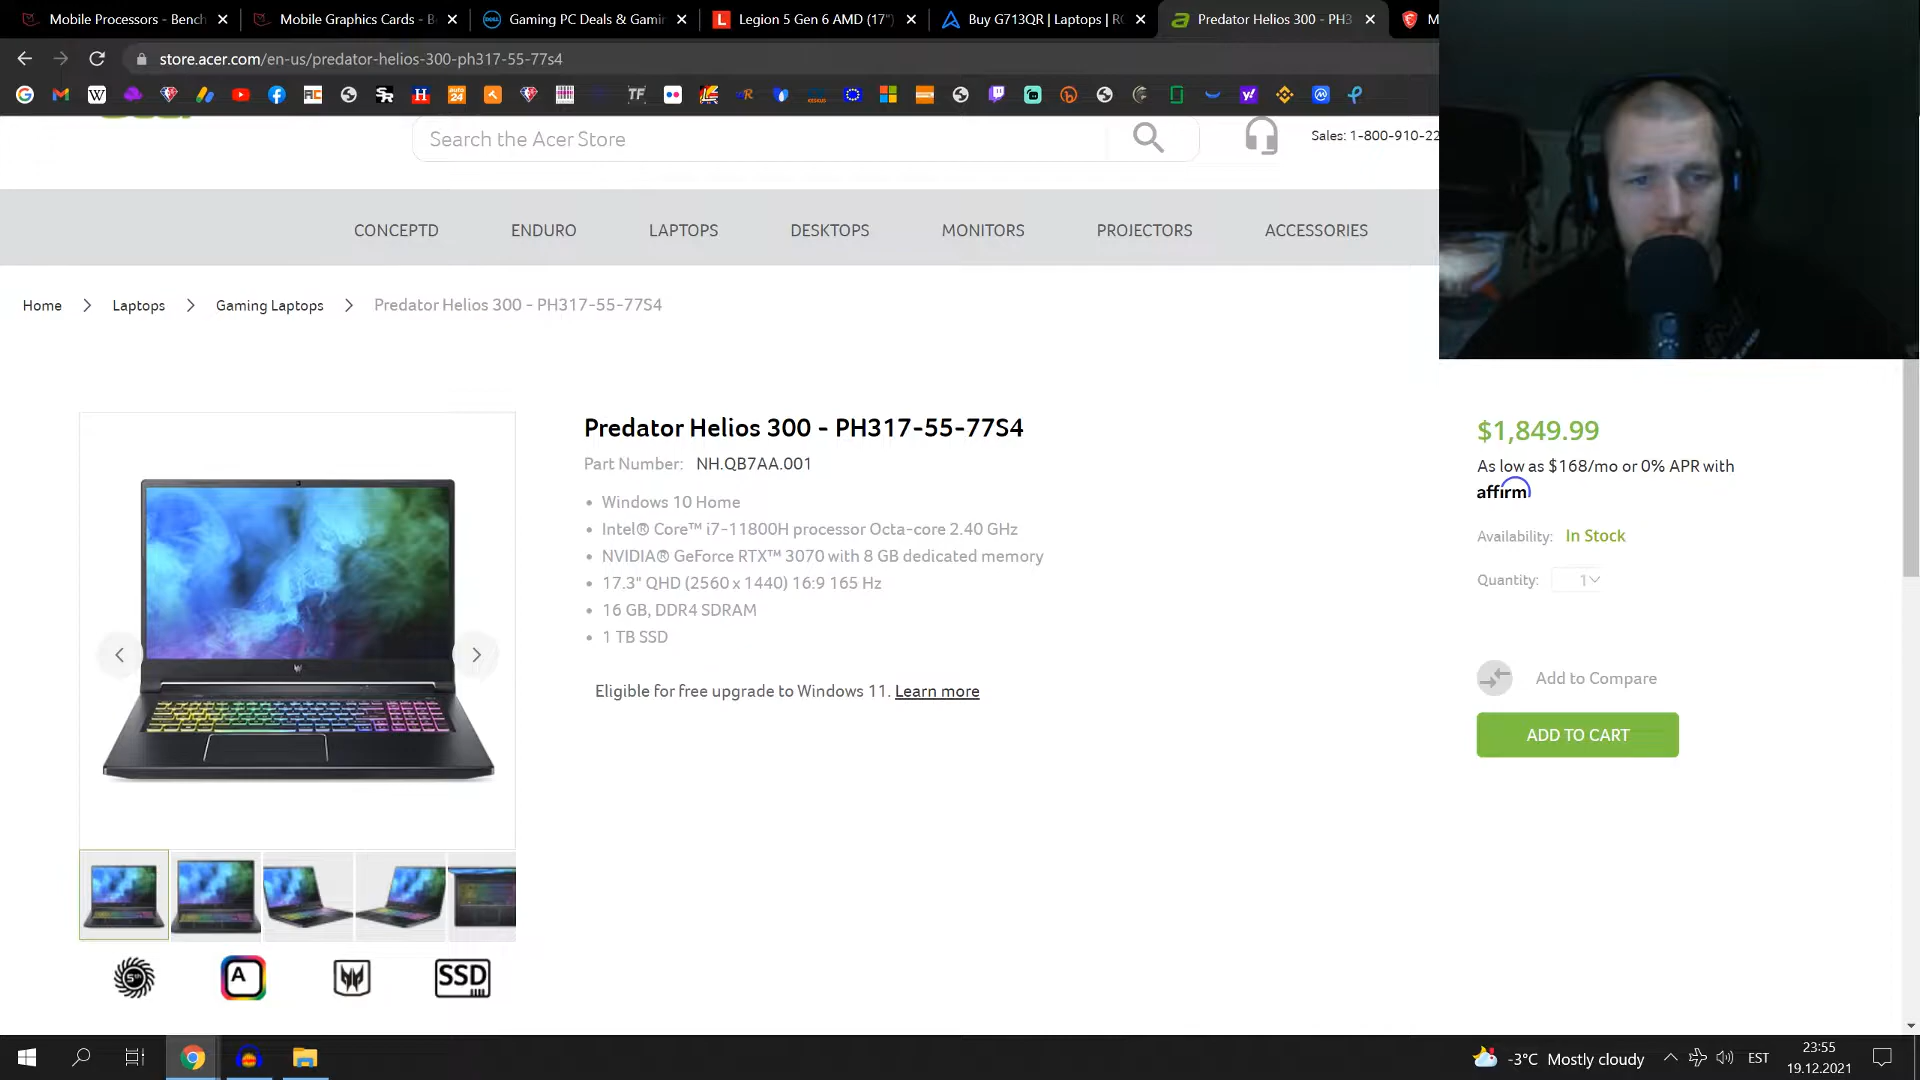 Mobile Processors - Bench
Mobile Graphics Cards - B
Gaming PC Deals & Gamin
Legion 5 Gen 6 AMD (17")
Buy G713QR | Laptops | RO
Predator Helios 300 - PH3
M
store.acer.com/en-us/predator-helios-300-ph317-55-77s4
Search the Acer Store
Sales: 1-800-910-22
CONCEPTD
ENDURO
LAPTOPS
DESKTOPS
MONITORS
PROJECTORS
ACCESSORIES
Home > Laptops > Gaming Laptops > Predator Helios 300 - PH317-55-77S4
Predator Helios 300 - PH317-55-77S4
Part Number: NH.QB7AA.001
• Windows 10 Home
• Intel® Core™ i7-11800H processor Octa-core 2.40 GHz
• NVIDIA® GeForce RTX™ 3070 with 8 GB dedicated memory
• 17.3" QHD (2560 x 1440) 16:9 165 Hz
• 16 GB, DDR4 SDRAM
• 1 TB SSD
Eligible for free upgrade to Windows 11. Learn more
$1,849.99
As low as $168/mo or 0% APR with
affirm
Availability: In Stock
Quantity: 1
Add to Compare
ADD TO CART
5th
A
SSD
-3°C Mostly cloudy
EST
23:55
19.12.2021